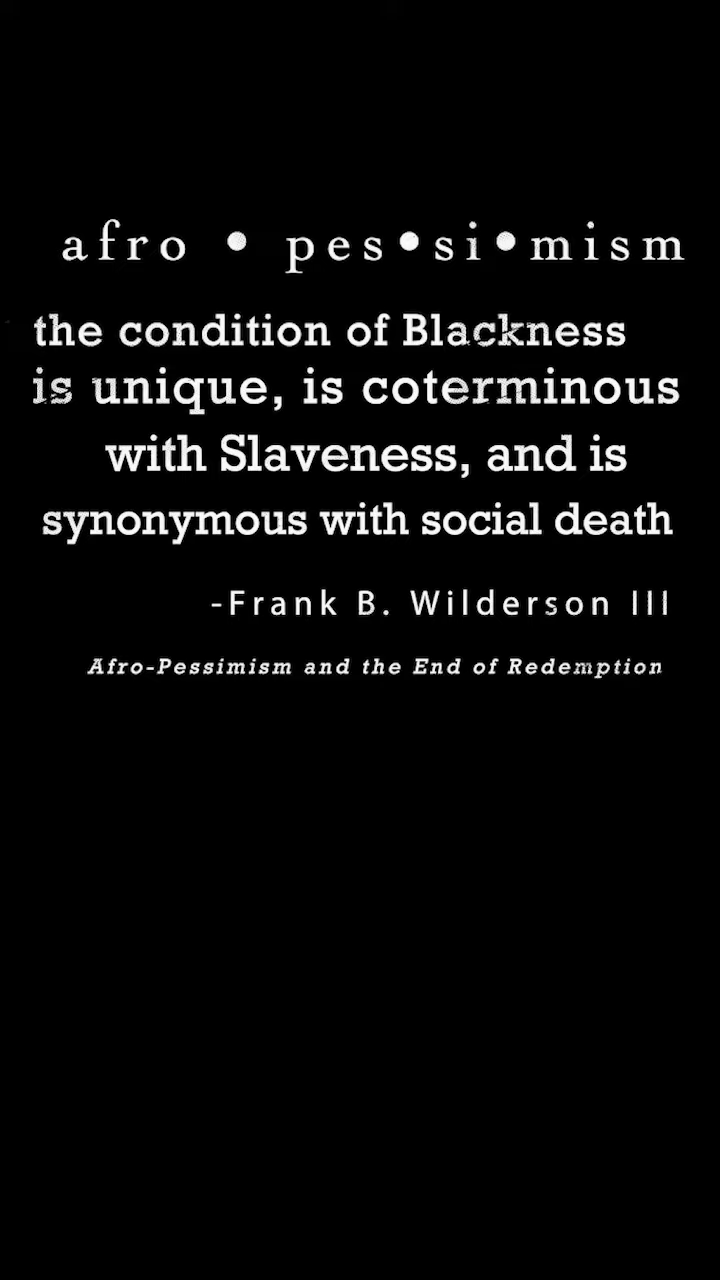 afro • pes•si•mism
the condition of Blackness
is unique, is coterminous
with Slaveness, and is
synonymous with social death
-Frank B. Wilderson III
Afro-Pessimism and the End of Redemption